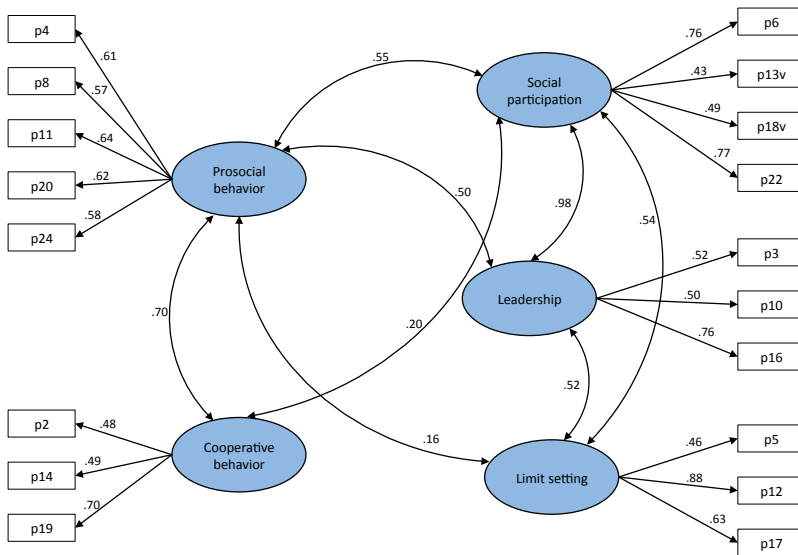 p4
.61
p8
.57
p11
.64
p20
.62
p24
.58
Prosocial
behavior
.55
Social
participation
.76
p6
.43
p13v
.49
p18v
.77
p22
.50
.98
.54
Leadership
.52
p3
.50
p10
.76
p16
.70
.20
.52
.16
p2
.48
p14
.49
p19
.70
Cooperative
behavior
Limit setting
.46
p5
.88
p12
.63
p17